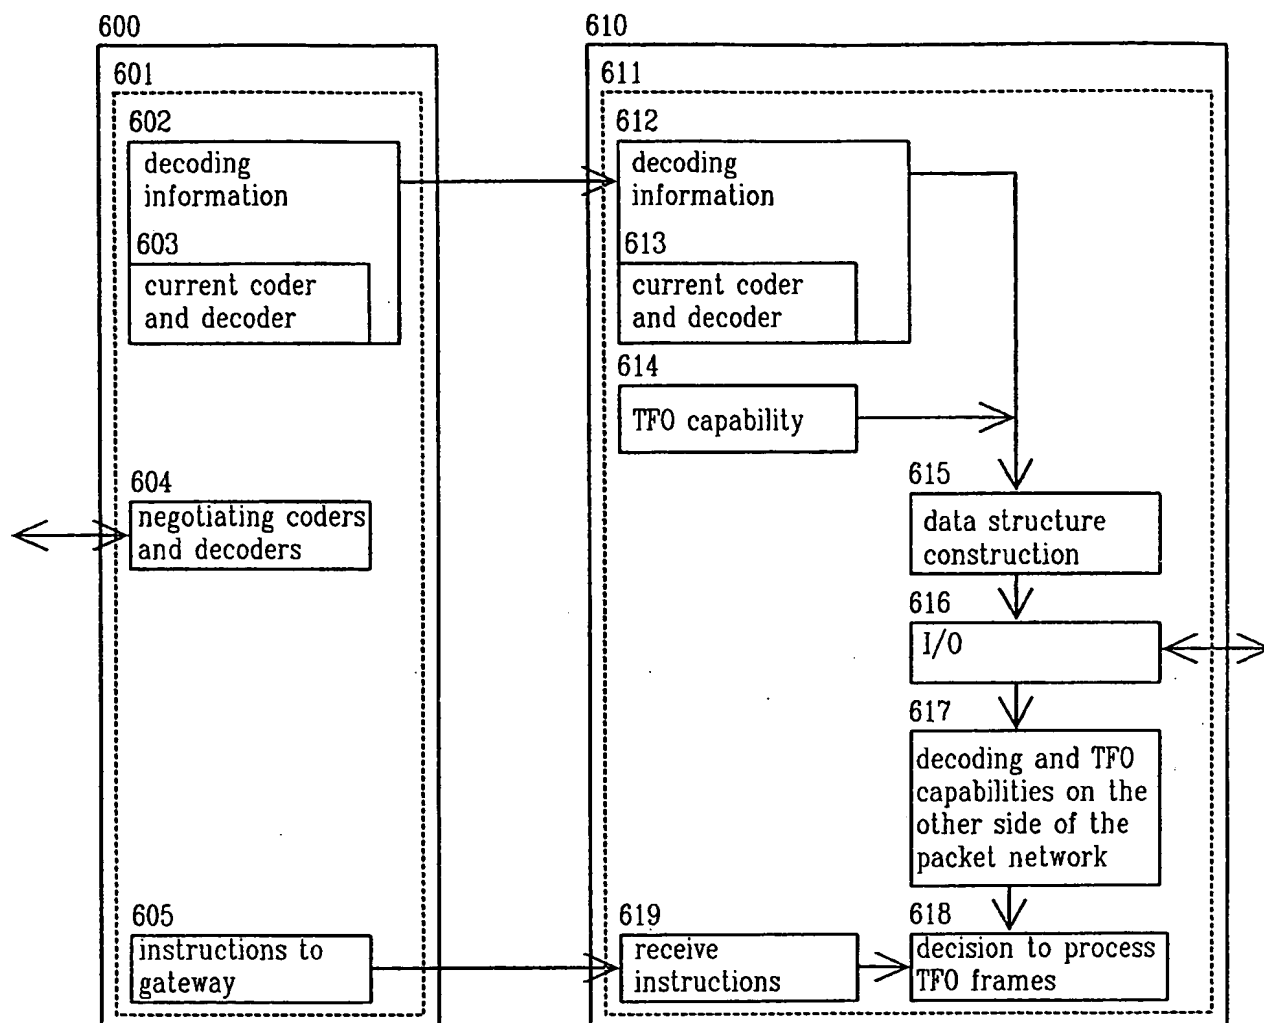 600
601
602
decoding
information
603
current coder
and decoder
604
negotiating coders
and decoders
605
instructions to
gateway
610
611
612
decoding
information
613
current coder
and decoder
614
TFO capability
615
data structure
construction
616
I/O
617
decoding and TFO
capabilities on the
other side of the
packet network
619
receive
instructions
618
decision to process
TFO frames